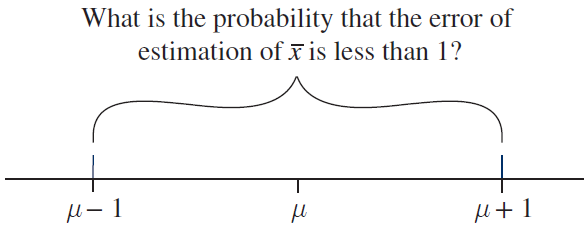 What is the probability that the error of
estimation of x̅ is less than 1?
μ − 1 μ μ + 1